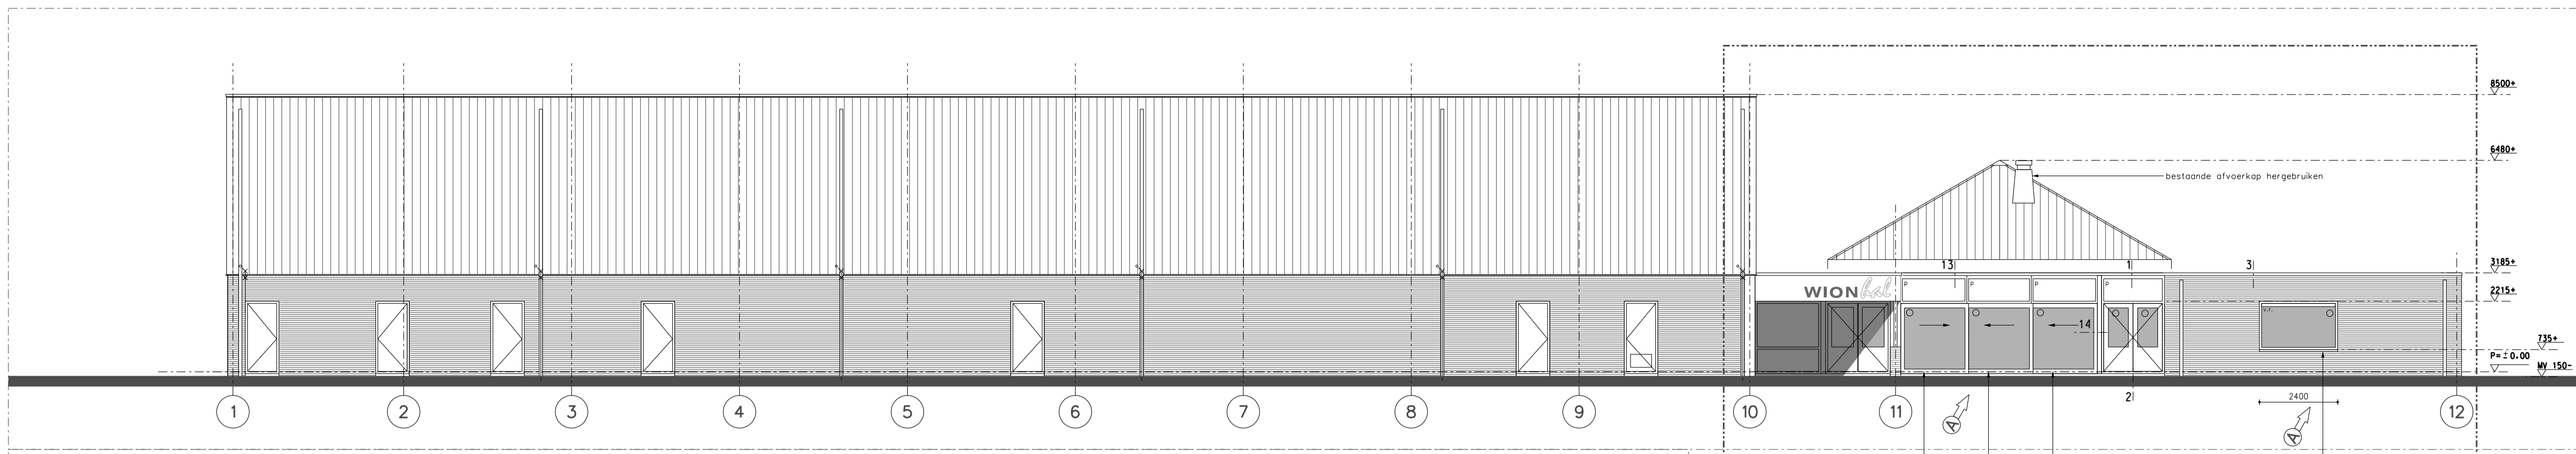 8500+
6480+
bestaande afvoerkap hergebruiken
3185+
13
1
3
WION hal
2215+
P
P
P
P
v.r.
14
735+
P=±0.00
MV 150-
2400
2
1
2
3
4
5
6
7
8
9
10
11
12
A
A